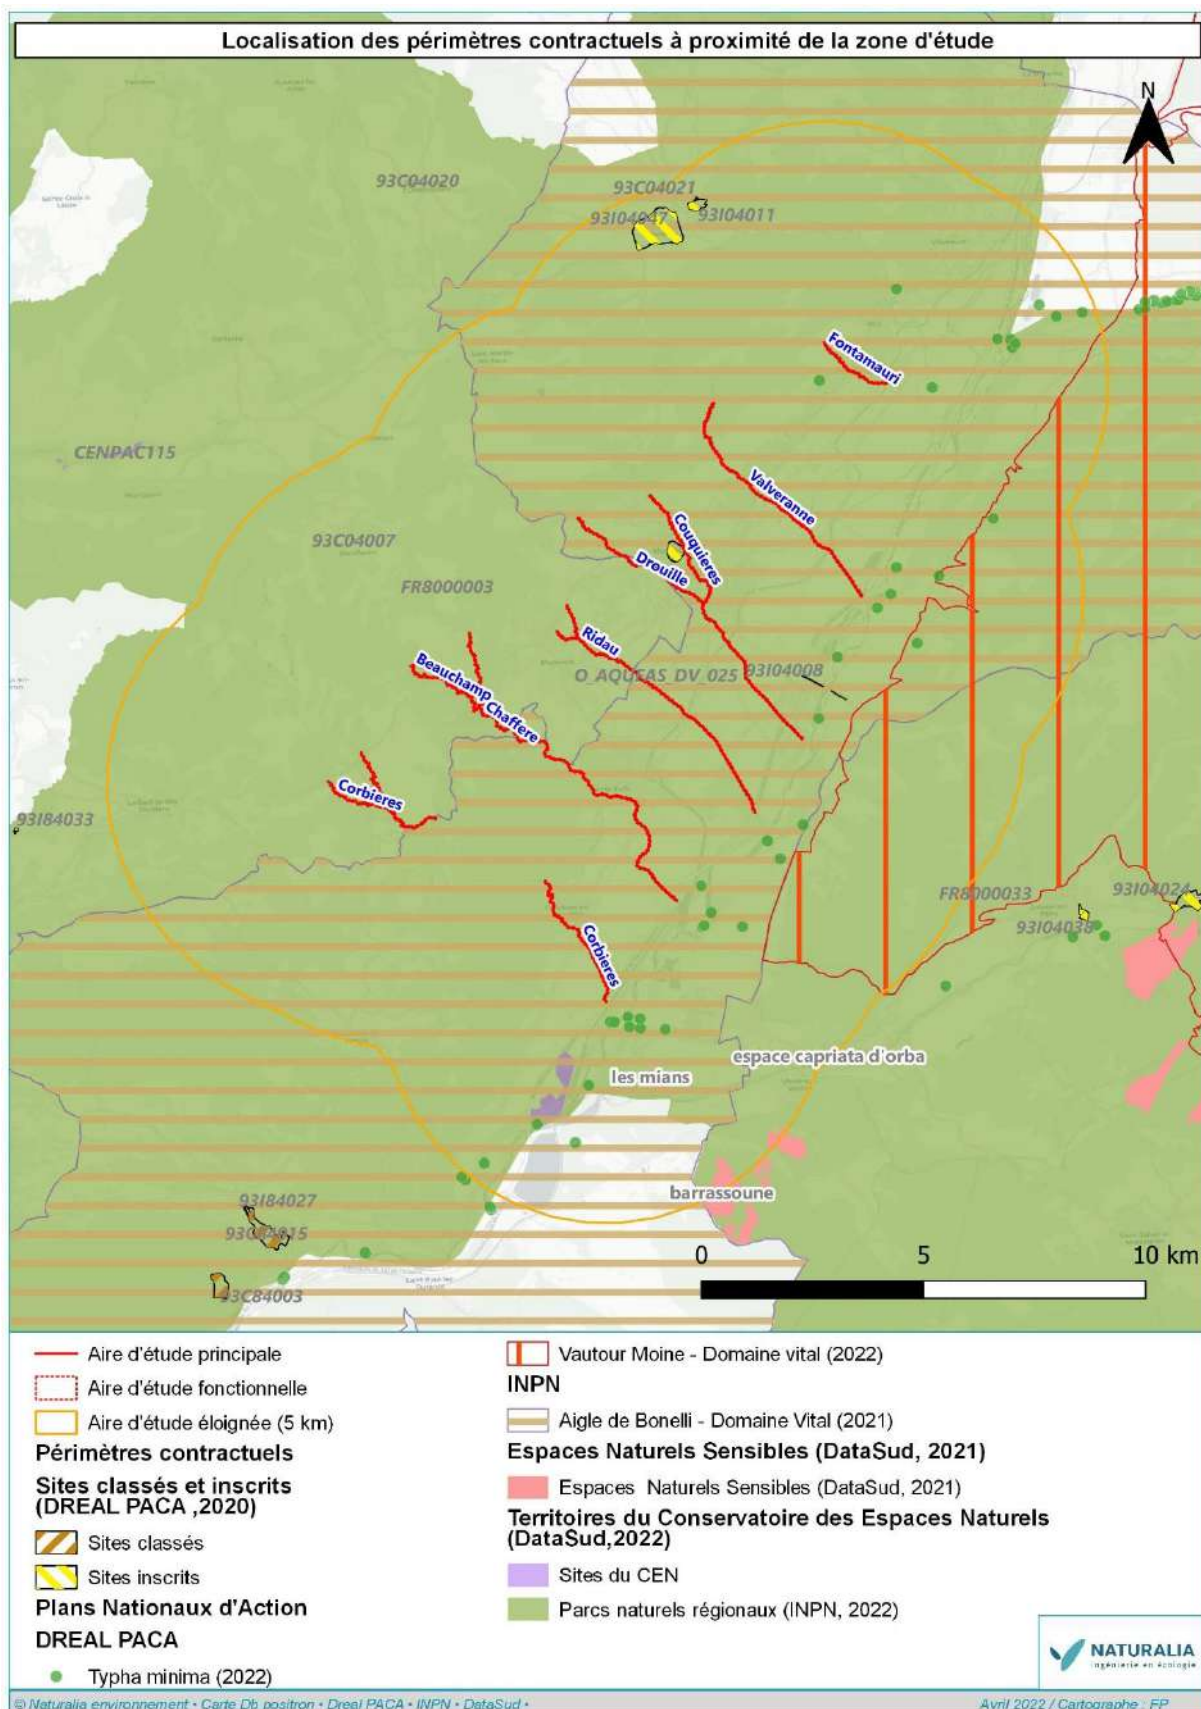 Localisation des périmètres contractuels à proximité de la zone d'étude
N
93C04020
93C04021
93I04047
93I04011
Fontamauri
CENPAC115
Valveranne
93C04007
Couquieres
FR8000003
Drouille
Ridau
O_AQUEAS_DV_025
93I04008
Beauchamp
Chaffere
Corbieres
93I84033
FR8000033
93I04024
93I04038
Corbieres
espace capriata d'orba
les mians
barrassoune
93I84027
93C84003
0
5
10 km
Aire d'étude principale
Aire d'étude fonctionnelle
Aire d'étude éloignée (5 km)
Périmètres contractuels
Sites classés et inscrits
(DREAL PACA ,2020)
Sites classés
Sites inscrits
Plans Nationaux d'Action
DREAL PACA
Typha minima (2022)
Vautour Moine - Domaine vital (2022)
INPN
Aigle de Bonelli - Domaine Vital (2021)
Espaces Naturels Sensibles (DataSud, 2021)
Espaces Naturels Sensibles (DataSud, 2021)
Territoires du Conservatoire des Espaces Naturels
(DataSud,2022)
Sites du CEN
Parcs naturels régionaux (INPN, 2022)
NATURALIA
Ingénierie en écologie
© Naturalia environnement • Carte Db positron • Dreal PACA • INPN • DataSud •
Avril 2022 / Cartographe : FP